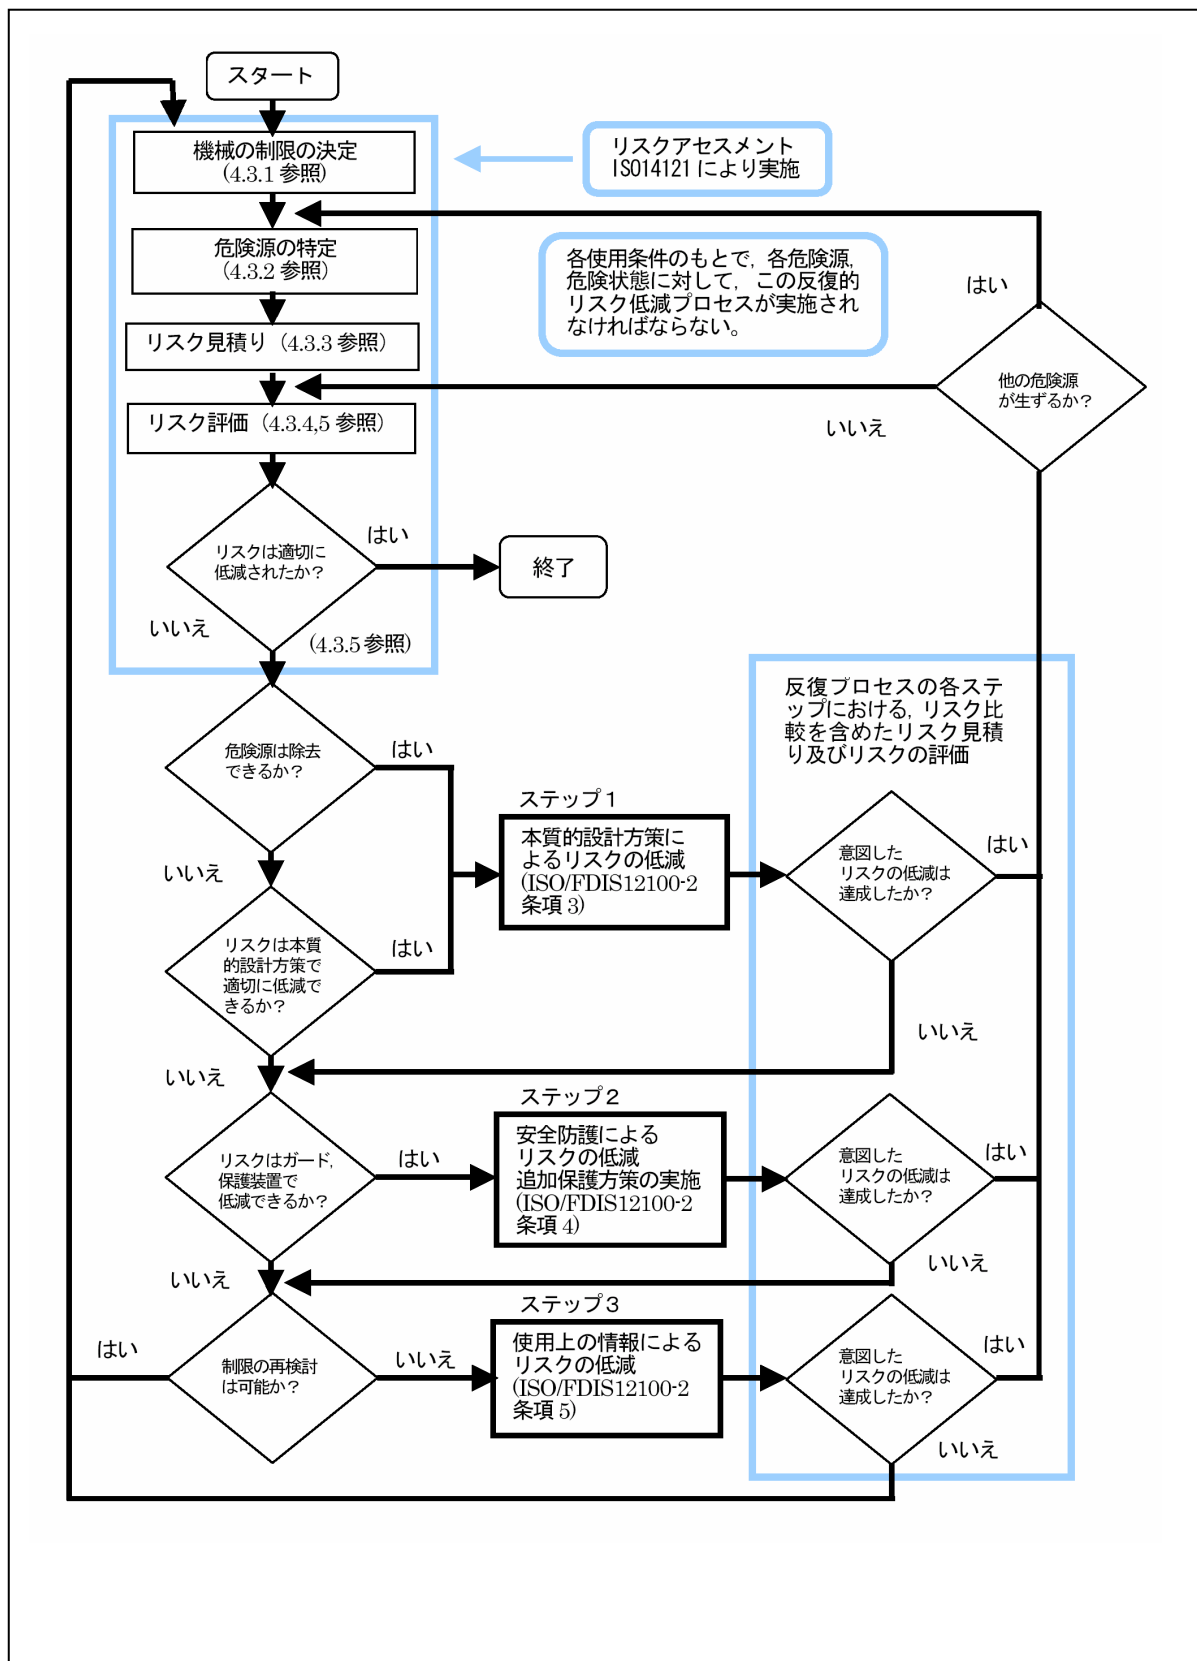 スタート
機械の制限の決定
(4.3.1 参照)
リスクアセスメント
ISO14121 により実施
危険源の特定
(4.3.2 参照)
各使用条件のもとで, 各危険源,
危険状態に対して, この反復的
リスク低減プロセスが実施され
なければならない。
はい
リスク見積り (4.3.3 参照)
他の危険源
が生ずるか？
リスク評価 (4.3.4,5 参照)
いいえ
リスクは適切に
低減されたか？
はい
終了
いいえ
(4.3.5 参照)
反復プロセスの各ステ
ップにおける, リスク比
較を含めたリスク見積
り及びリスクの評価
危険源は除去
できるか？
はい
ステップ１
本質的設計方策に
よるリスクの低減
(ISO/FDIS12100-2
条項 3)
意図した
リスクの低減は
達成したか？
はい
いいえ
リスクは本質
的設計方策で
適切に低減で
きるか？
はい
いいえ
いいえ
ステップ２
リスクはガード,
保護装置で
低減できるか？
はい
安全防護による
リスクの低減
追加保護方策の実施
(ISO/FDIS12100-2
条項 4)
意図した
リスクの低減は
達成したか？
はい
いいえ
いいえ
ステップ３
はい
制限の再検討
は可能か？
いいえ
使用上の情報による
リスクの低減
(ISO/FDIS12100-2
条項 5)
意図した
リスクの低減は
達成したか？
はい
いいえ